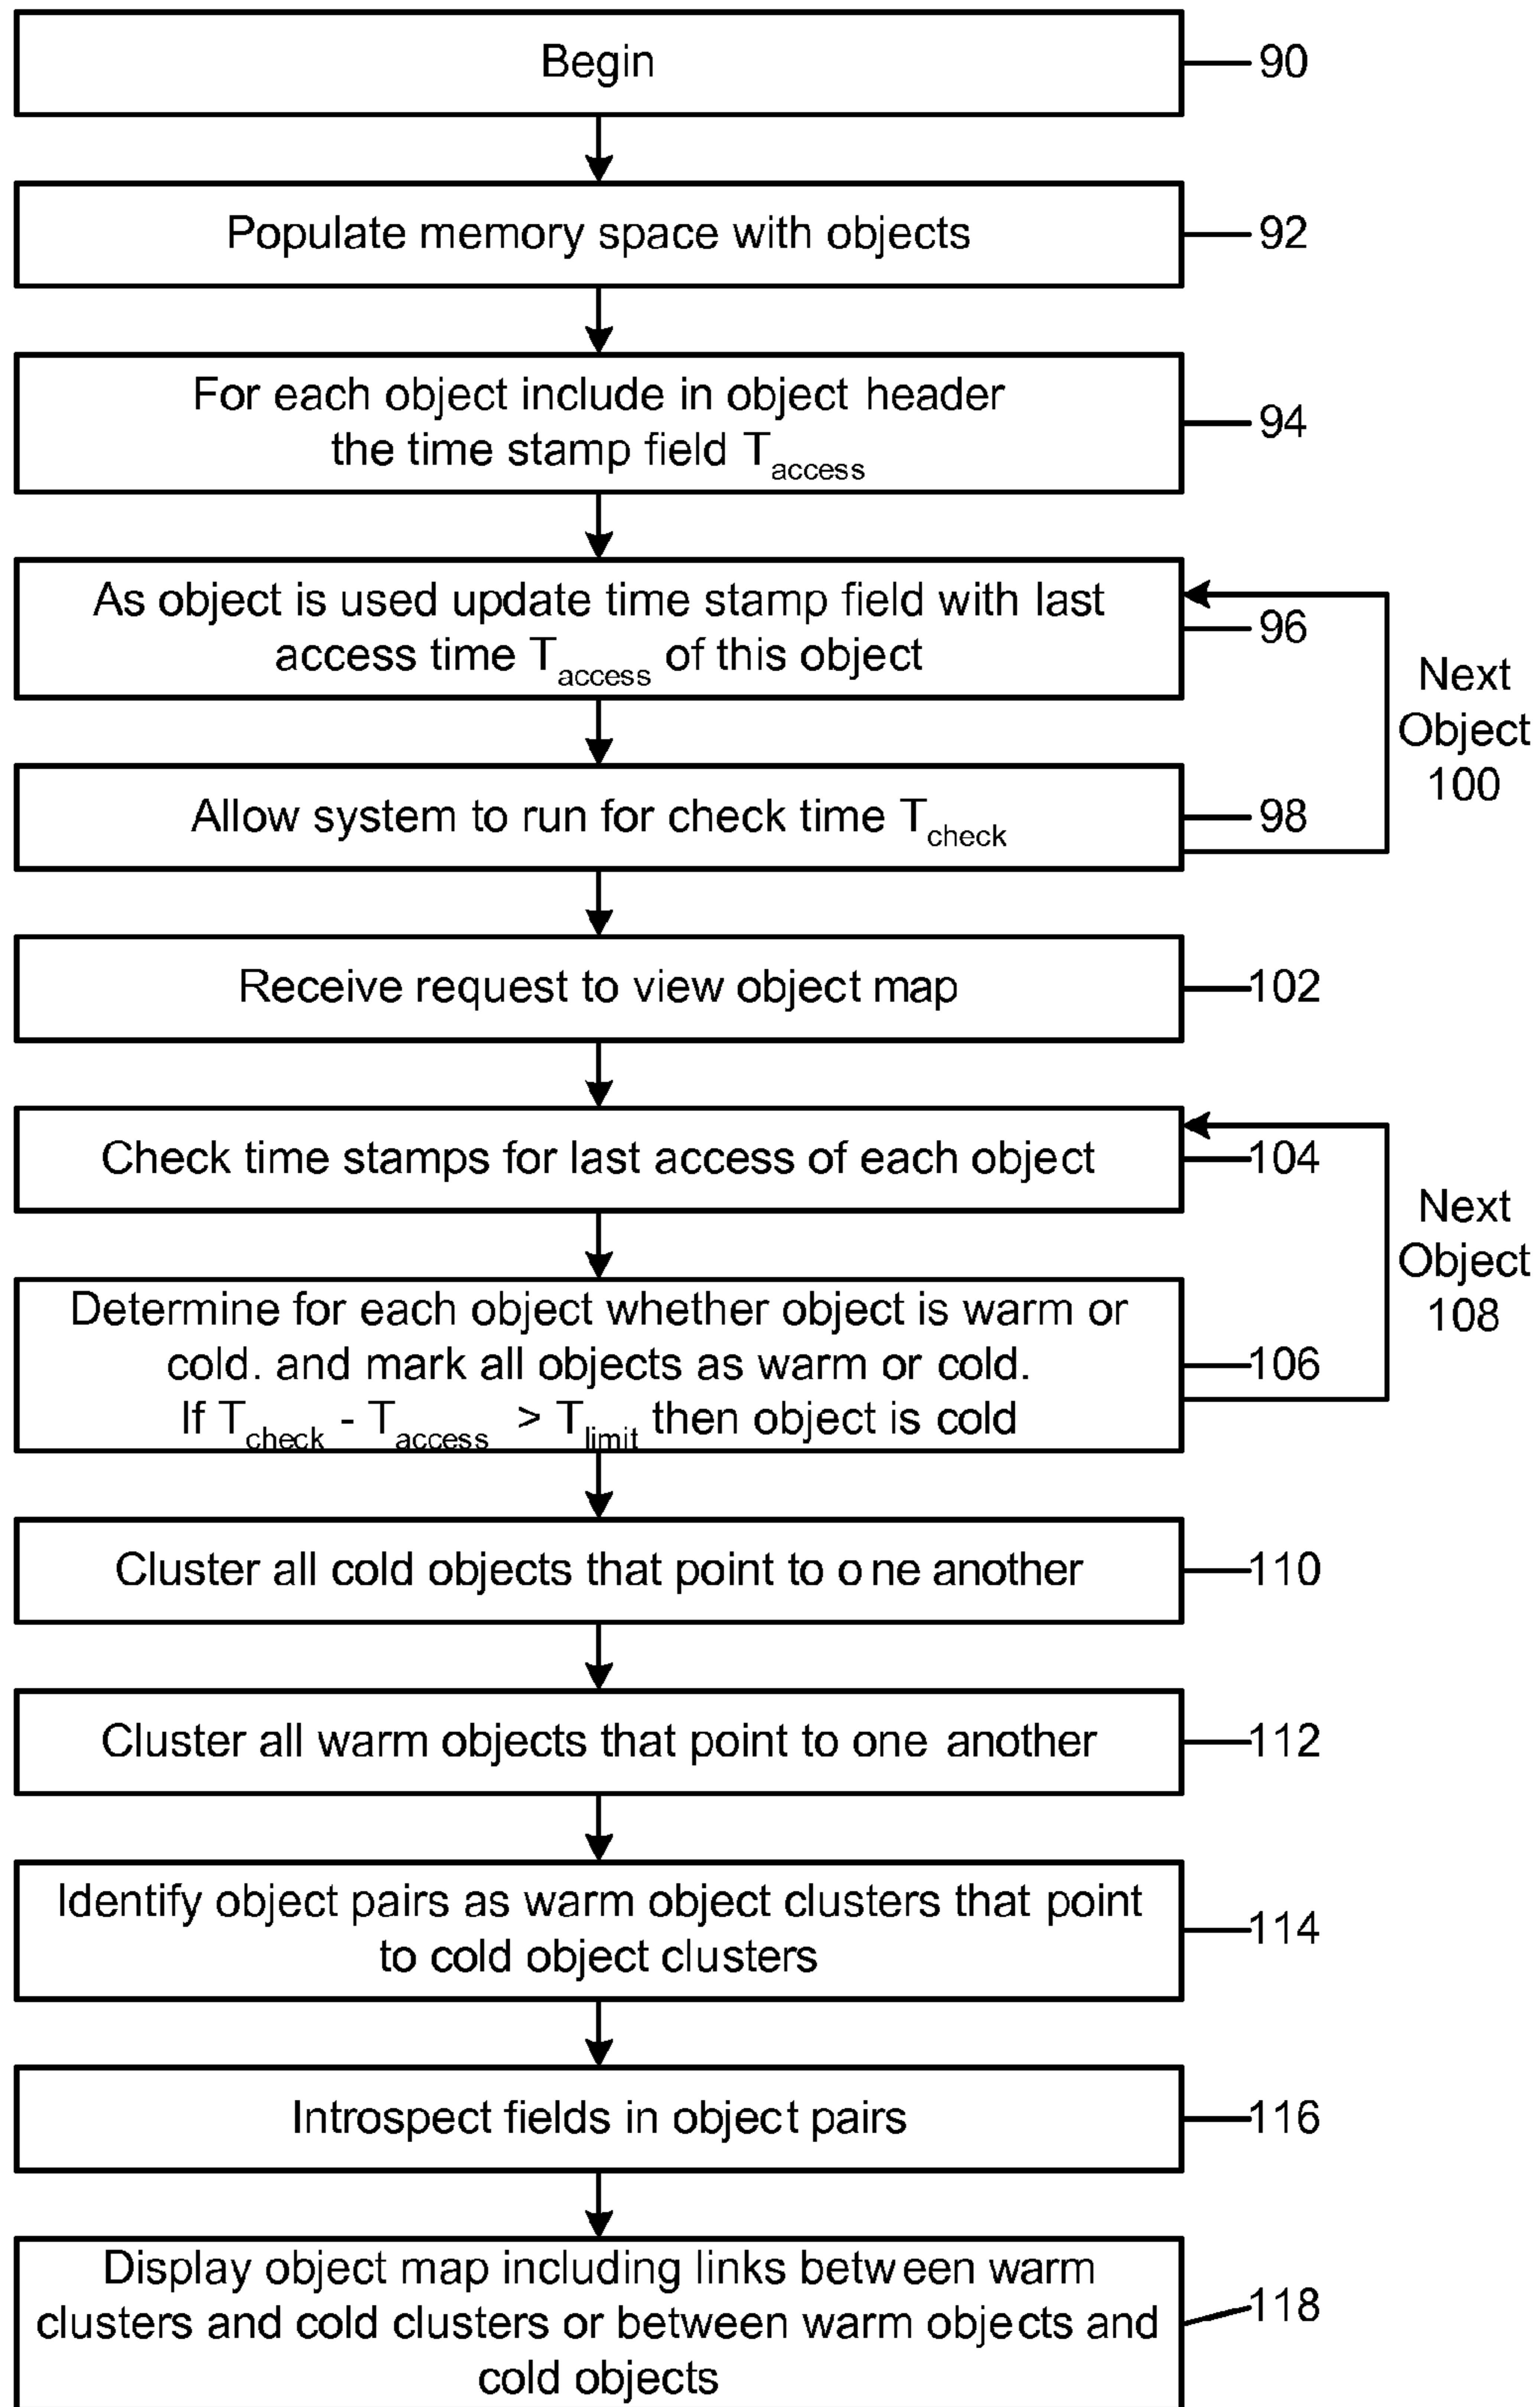 Begin
90
Populate memory space with objects
92
For each object include in object header
the time stamp field Taccess
94
As object is used update time stamp field with last
access time Taccess of this object
96
Next
Object
100
Allow system to run for check time Tcheck
98
Receive request to view object map
102
Check time stamps for last access of each object
104
Next
Object
108
Determine for each object whether object is warm or
cold. and mark all objects as warm or cold.
If Tcheck - Taccess > Tlimit then object is cold
106
Cluster all cold objects that point to one another
110
Cluster all warm objects that point to one another
112
Identify object pairs as warm object clusters that point
to cold object clusters
114
Introspect fields in object pairs
116
Display object map including links between warm
clusters and cold clusters or between warm objects and
cold objects
118